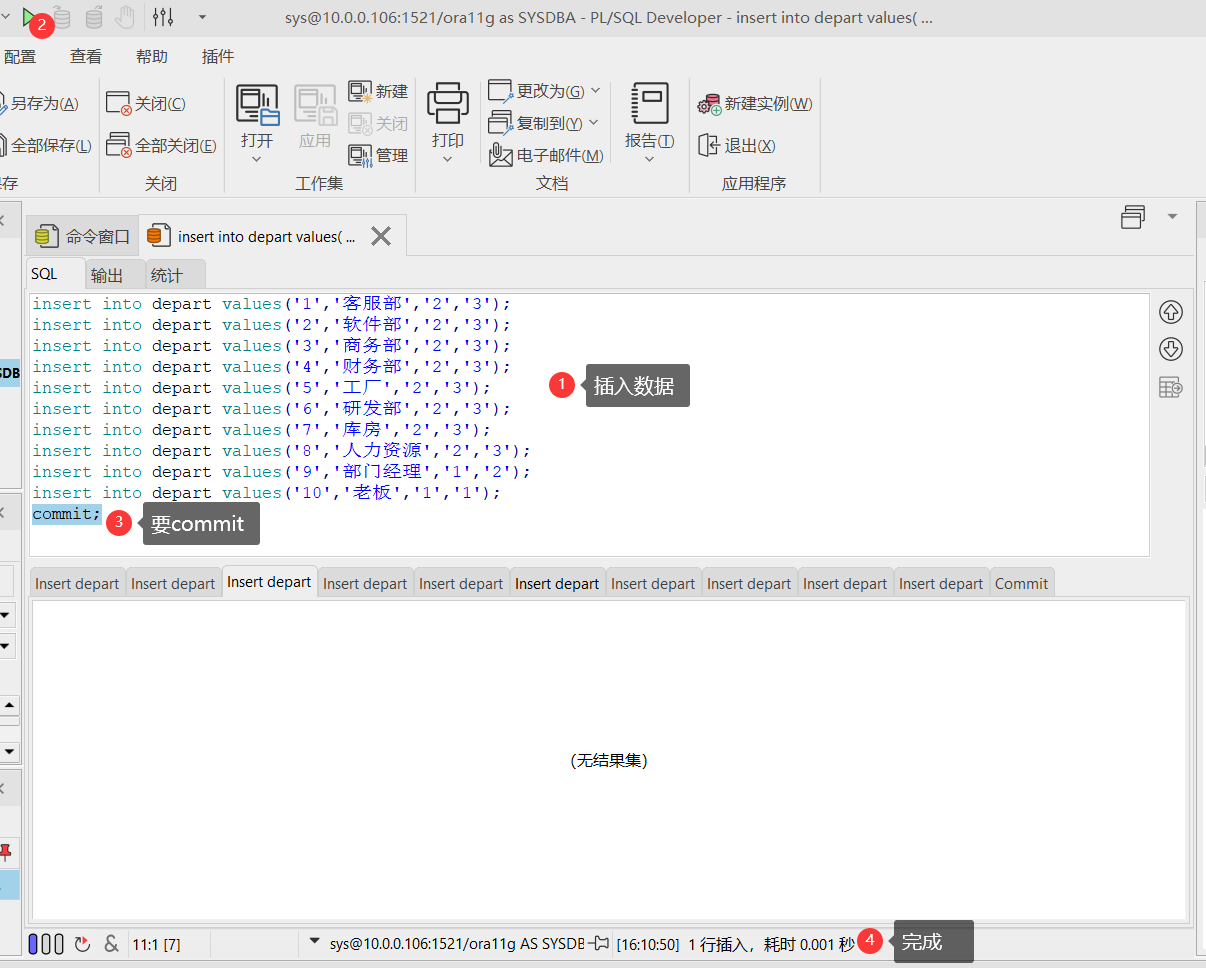 2
sys@10.0.0.106:1521/ora11g as SYSDBA - PL/SQL Developer - insert into depart values( ...
配置 查看 帮助 插件
另存为(A) 关闭(C) 新建 更改为(G) 新建实例(W)
关闭 复制到(Y)
全部保存(L) 全部关闭(E) 打开 应用 管理 打印 电子邮件(M) 报告(T) 退出(X)
存 关闭 工作集 文档 应用程序
命令窗口 insert into depart values( ...
SQL 输出 统计
insert into depart values('1','客服部','2','3');
insert into depart values('2','软件部','2','3');
insert into depart values('3','商务部','2','3');
insert into depart values('4','财务部','2','3');
SDB
insert into depart values('5','工厂','2','3');
1 插入数据
insert into depart values('6','研发部','2','3');
insert into depart values('7','库房','2','3');
insert into depart values('8','人力资源','2','3');
insert into depart values('9','部门经理','1','2');
insert into depart values('10','老板','1','1');
commit;
3 要commit
Insert depart Insert depart Insert depart Insert depart Insert depart Insert depart Insert depart Insert depart Insert depart Insert depart Commit
(无结果集)
& 11:1 [7] sys@10.0.0.106:1521/ora11g AS SYSDB [16:10:50] 1 行插入，耗时 0.001 秒 4 完成